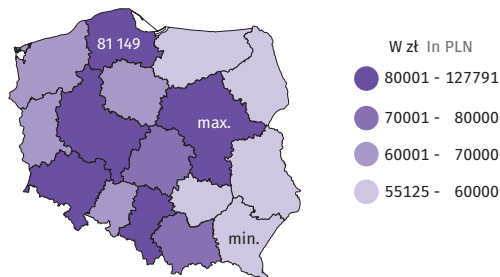 81 149
max.
min.
W zł In PLN
80001 - 127791
70001 - 80000
60001 - 70000
55125 - 60000